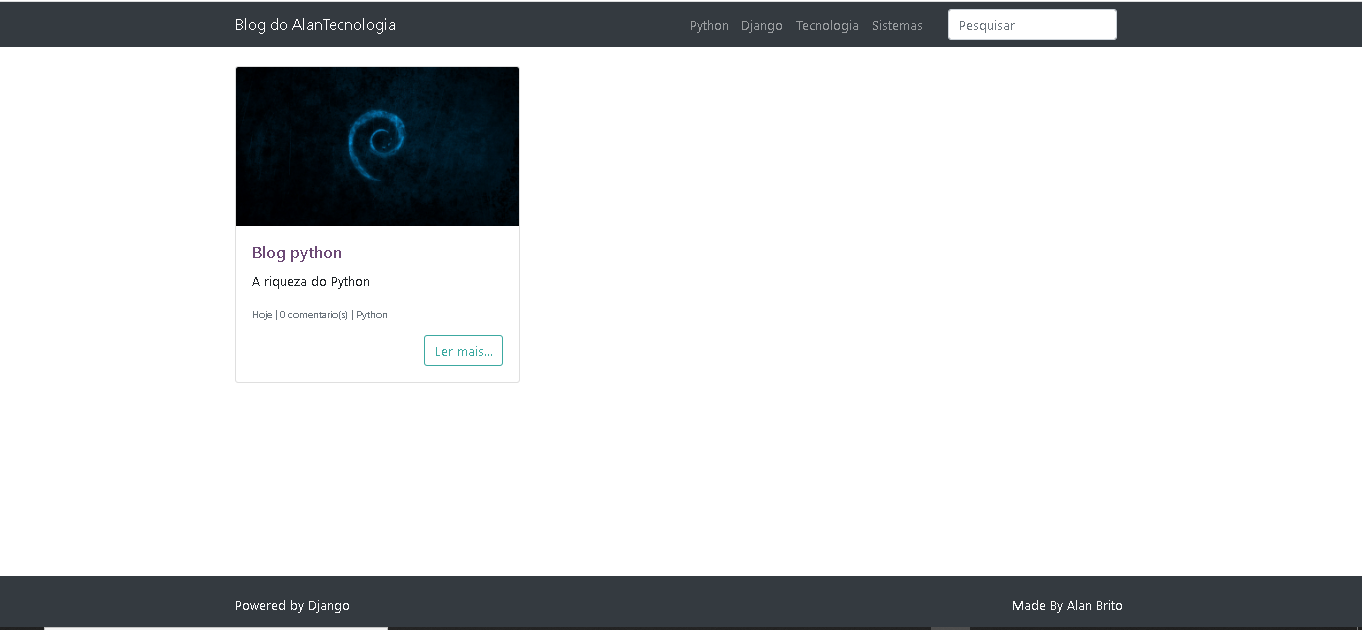 Blog do AlanTecnologia Python Django Tecnologia Sistemas Pesquisar
Blog python
A riqueza do Python
Hoje | 0 comentario(s) | Python
Ler mais...
Powered by Django Made By Alan Brito